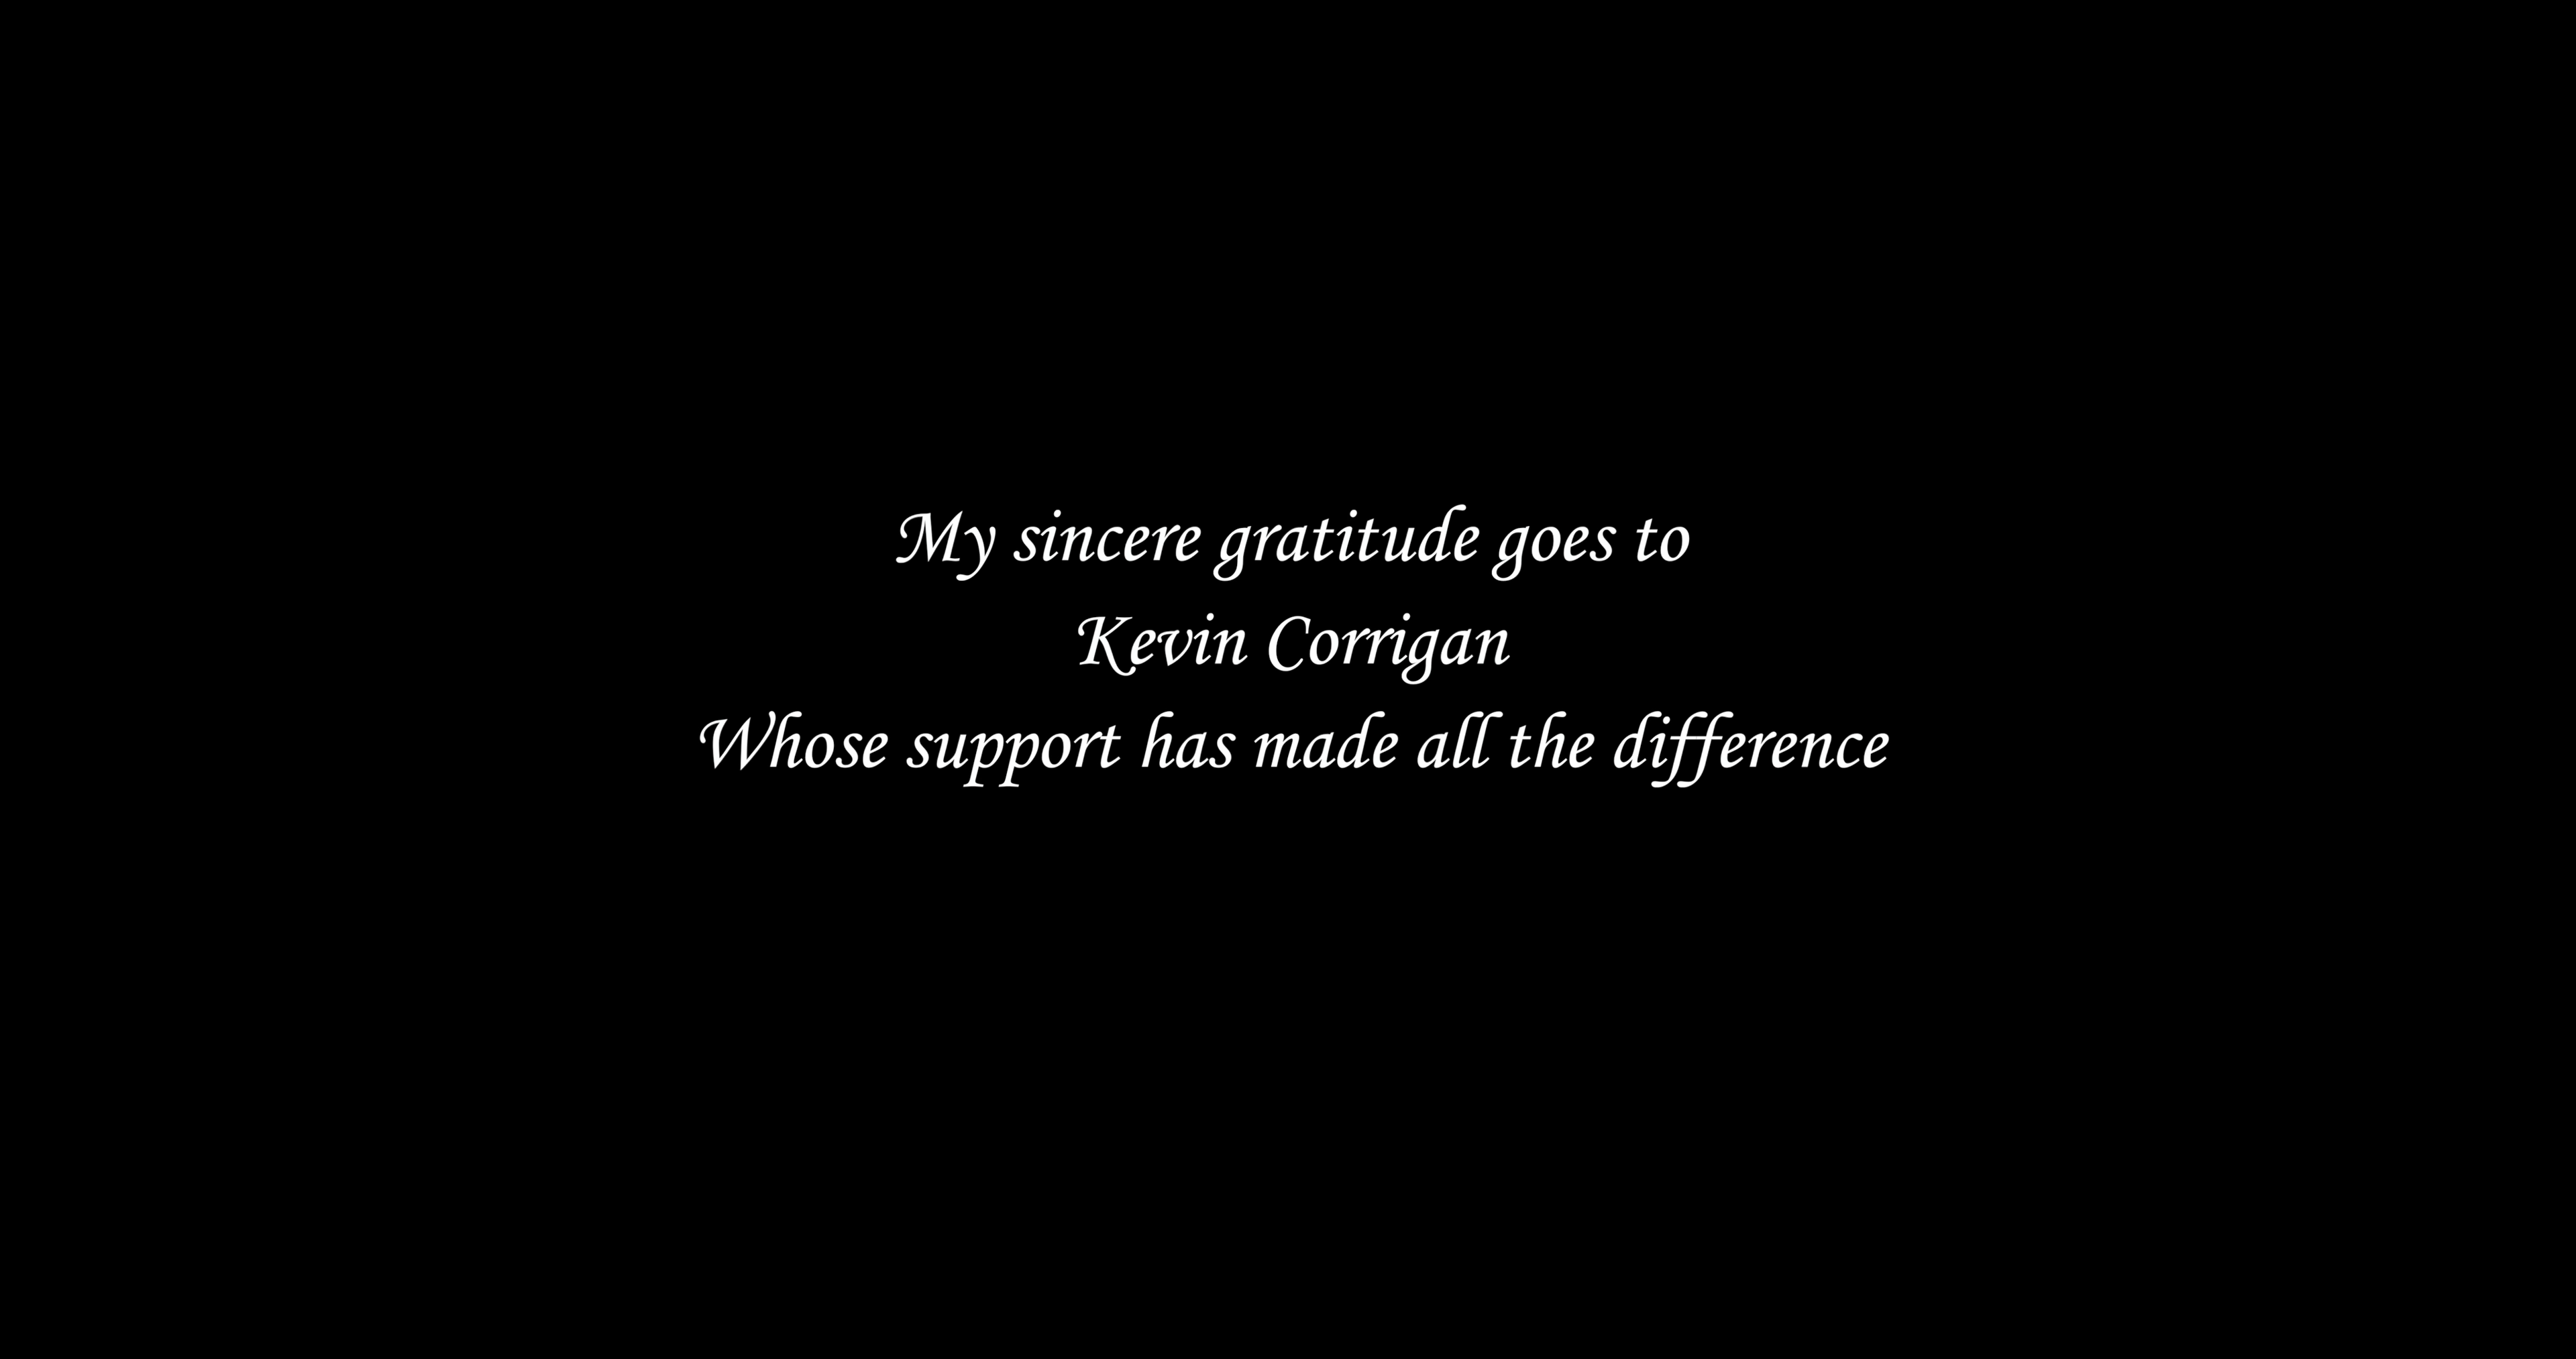 My sincere gratitude goes to
Kevin Corrigan
Whose support has made all the difference